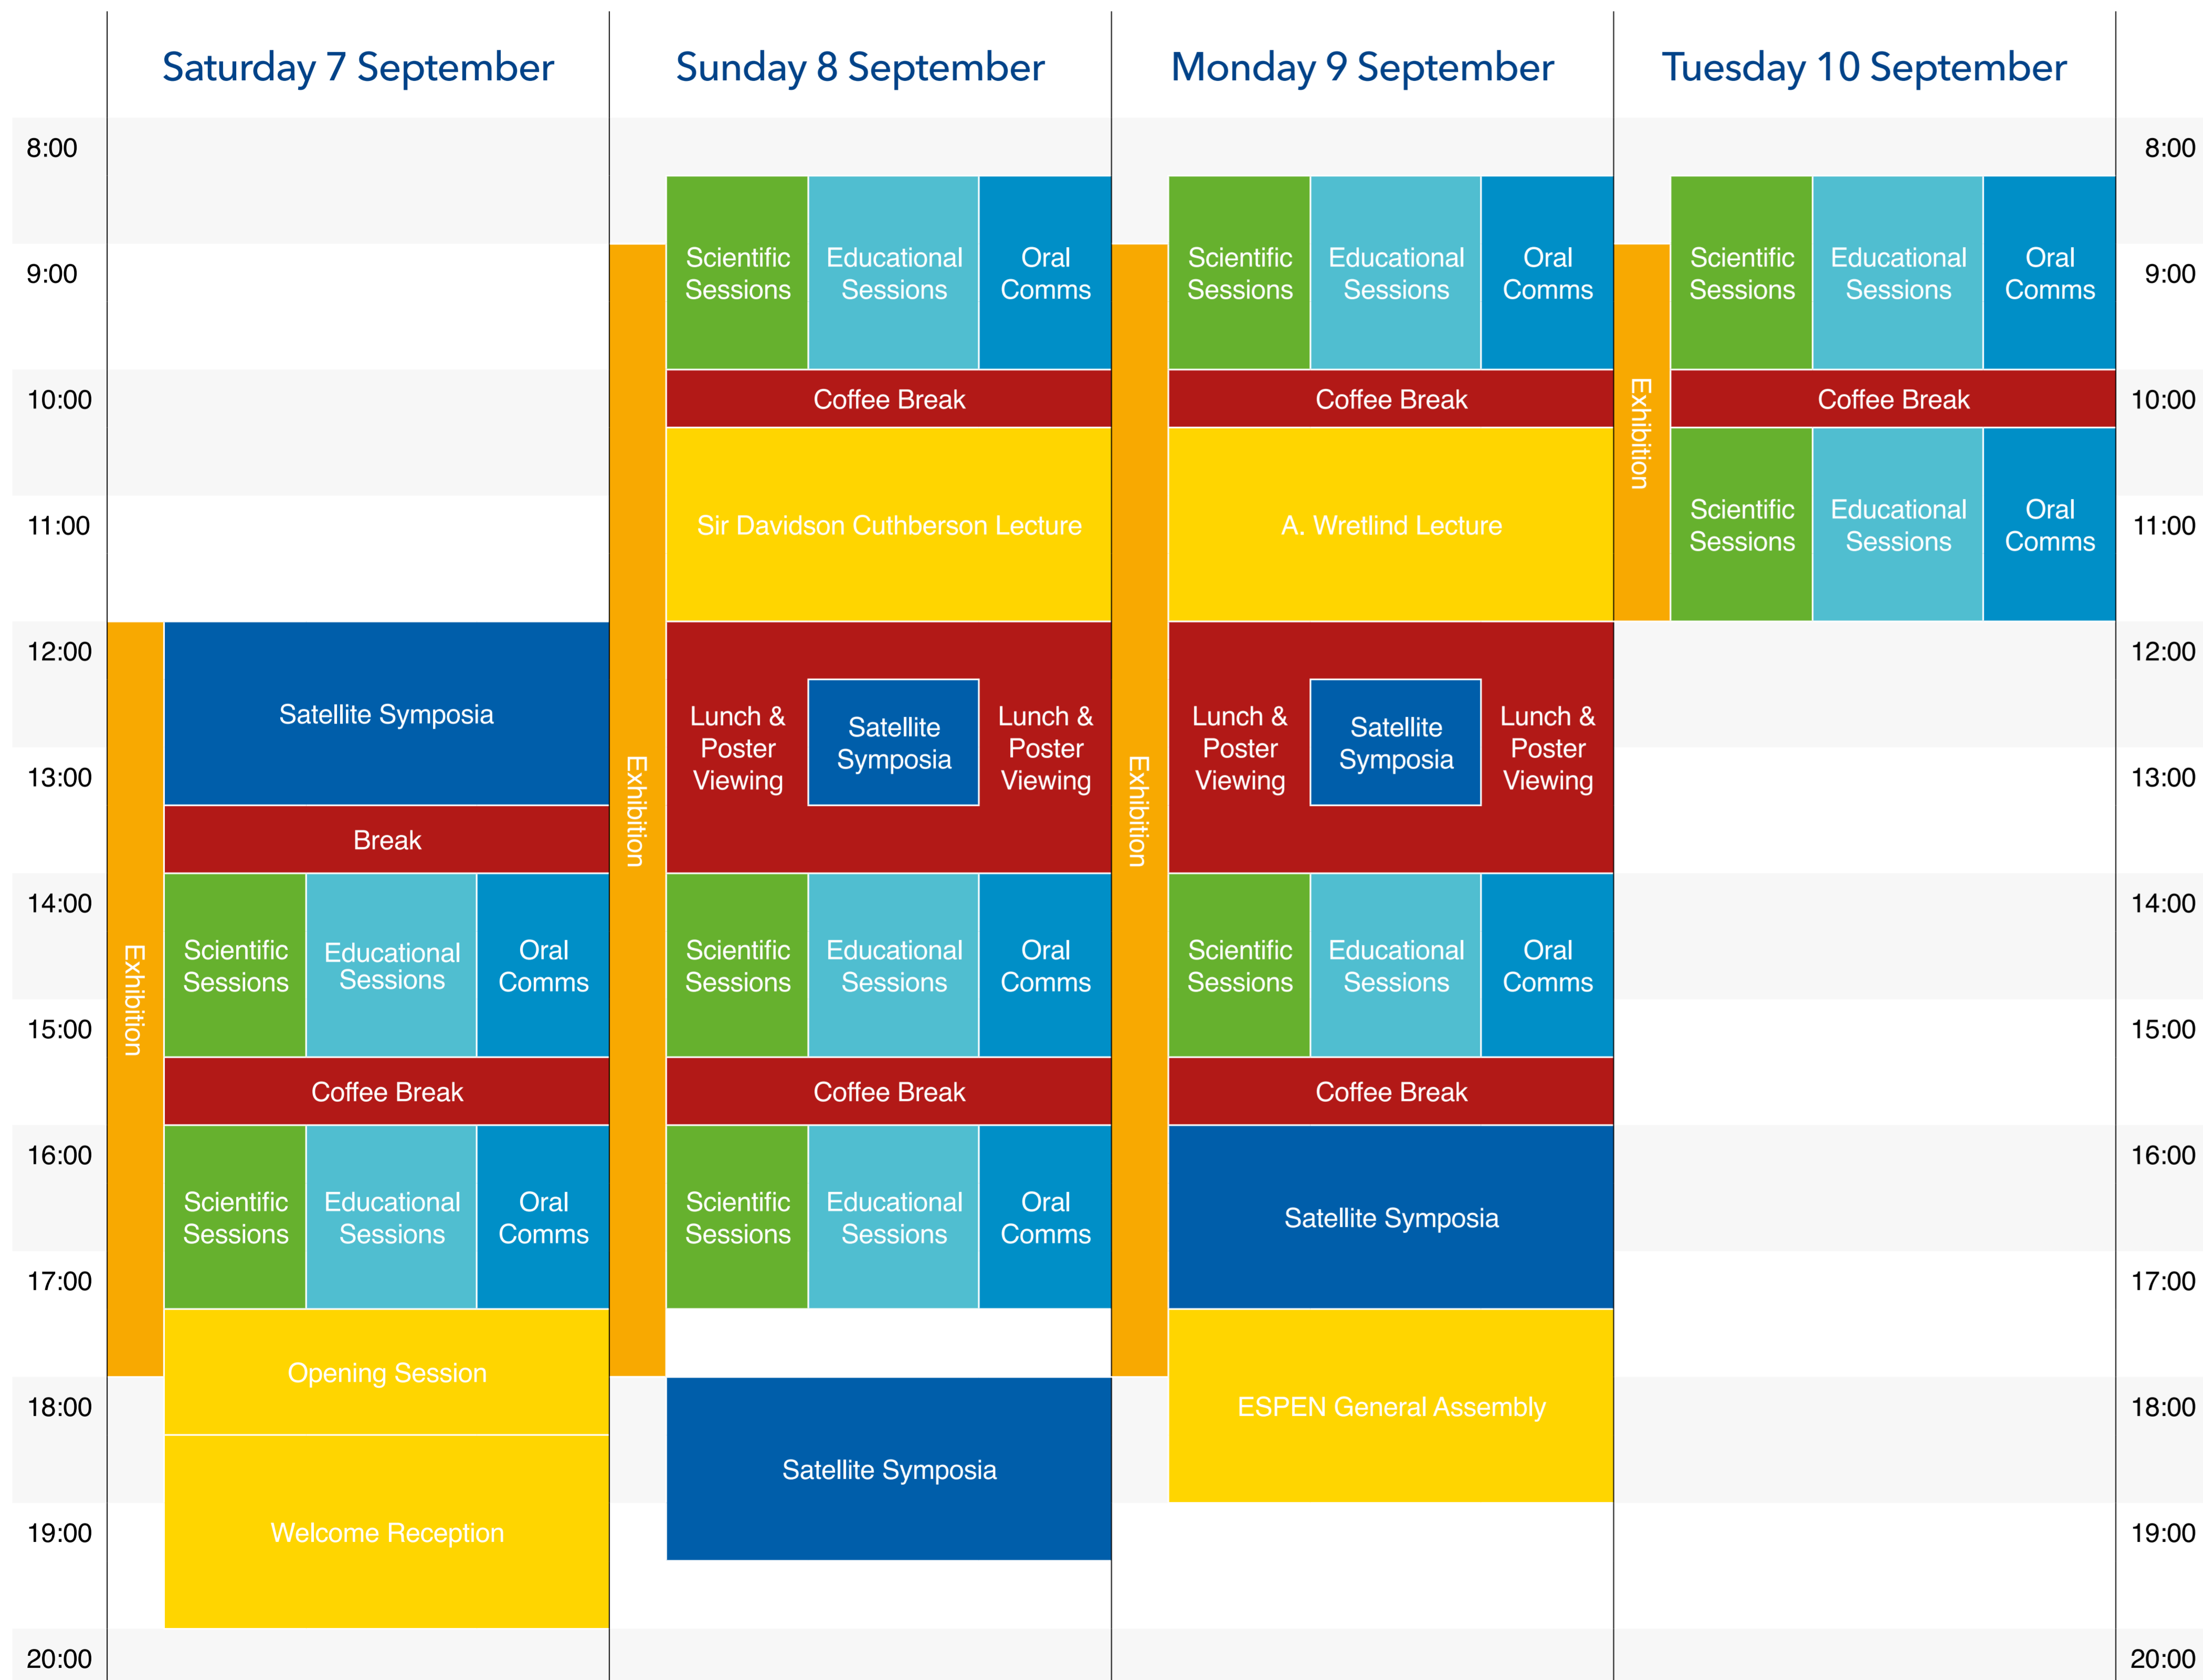 Saturday 7 September
Sunday 8 September
Monday 9 September
Tuesday 10 September
8:00
8:00
Scientific
Sessions
Educational
Sessions
Oral
Comms
Scientific
Sessions
Educational
Sessions
Oral
Comms
Scientific
Sessions
Educational
Sessions
Oral
Comms
9:00
9:00
10:00
Coffee Break
Coffee Break
Coffee Break
10:00
Exhibition
11:00
Sir Davidson Cuthberson Lecture
A. Wretlind Lecture
Scientific
Sessions
Educational
Sessions
Oral
Comms
11:00
12:00
12:00
Satellite Symposia
Lunch &
Poster
Viewing
Satellite
Symposia
Lunch &
Poster
Viewing
Lunch &
Poster
Viewing
Satellite
Symposia
Lunch &
Poster
Viewing
13:00
13:00
Exhibition
Exhibition
Break
14:00
14:00
Exhibition
Scientific
Sessions
Educational
Sessions
Oral
Comms
Scientific
Sessions
Educational
Sessions
Oral
Comms
Scientific
Sessions
Educational
Sessions
Oral
Comms
15:00
15:00
Coffee Break
Coffee Break
Coffee Break
16:00
16:00
Scientific
Sessions
Educational
Sessions
Oral
Comms
Scientific
Sessions
Educational
Sessions
Oral
Comms
Satellite Symposia
17:00
17:00
Opening Session
18:00
ESPEN General Assembly
18:00
Satellite Symposia
19:00
Welcome Reception
19:00
20:00
20:00